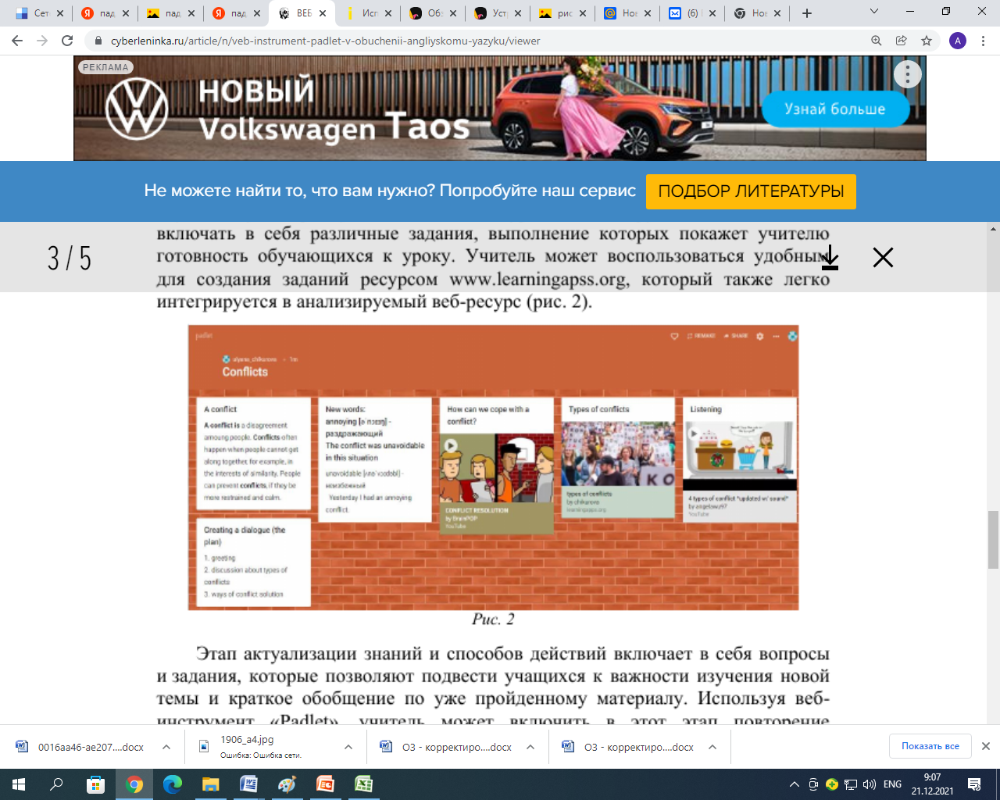 Сет
пад
пад
пад
ВЕБ
Исп
Обз
Уст
рис
Нов
(6)
Нов
cyberleninka.ru/article/n/veb-instrument-padlet-v-obuchenii-angliyskomu-yazyku/viewer
A
РЕКЛАМА
НОВЫЙ
Volkswagen Taos
Узнай больше
Не можете найти то, что вам нужно? Попробуйте наш сервис
ПОДБОР ЛИТЕРАТУРЫ
3 / 5
включать в себя различные задания, выполнение которых покажет учителю
готовность обучающихся к уроку. Учитель может воспользоваться удобным
для создания заданий ресурсом www.learningapss.org, который также легко
интегрируется в анализируемый веб-ресурс (рис. 2).
padlet
REMAKE
SHARE
alyena_chikurova • 1m
Conflicts
A conflict
A conflict is a disagreement
among people. Conflicts often
happen when people cannot get
along together, for example, in
the interests of similarity. People
can prevent conflicts, if they be
more restrained and calm.
Creating a dialogue (the
plan)
1. greeting
2. discussion about types of
conflicts
3. ways of conflict solution
New words:
annoying -
раздражающий
The conflict was unavoidable
in this situation
unavoidable -
неизбежный
Yesterday I had an annoying
conflict.
How can we cope with a
conflict?
CONFLICT RESOLUTION
by BrainPOP
YouTube
Types of conflicts
types of conflicts
by chikurova
learningapps.org
Listening
4 types of conflict *updated w/ sound*
by angelaway97
YouTube
Рис. 2
Этап актуализации знаний и способов действий включает в себя вопросы
и задания, которые позволяют подвести учащихся к важности изучения новой
темы и краткое обобщение по уже пройденному материалу. Используя веб-
инструмент «Padlet», учитель может включить в этот этап повторение
0016aa46-ae207....docx
1906_a4.jpg
Ошибка: Ошибка сети.
ОЗ - корректиро....docx
ОЗ - корректиро....docx
Показать все
ENG
9:07
21.12.2021